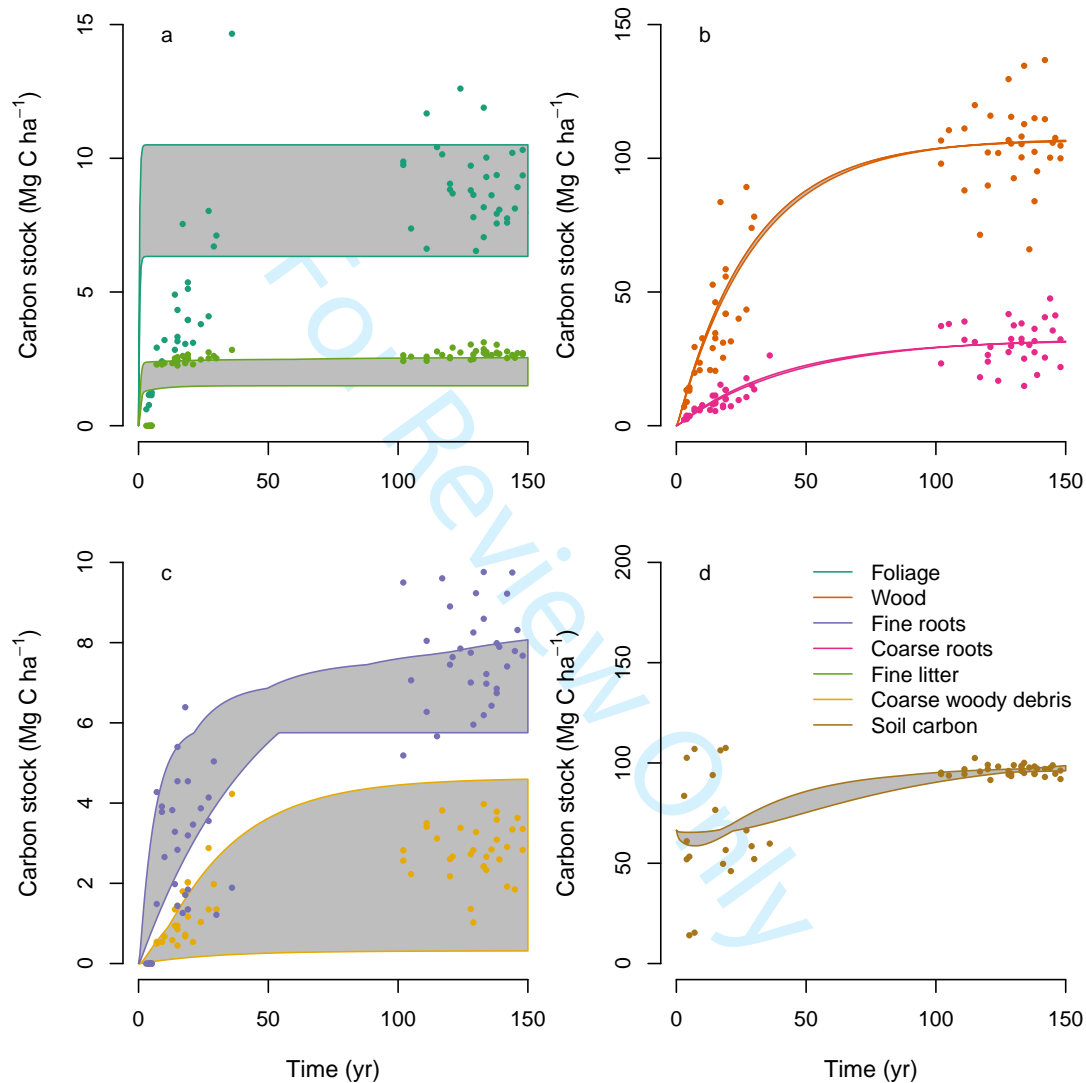 a
15
10
5
0
Carbon stock (Mg C ha−1)
0 50 100 150
b
150
100
50
0
Carbon stock (Mg C ha−1)
0 50 100 150
c
10
8
6
4
2
0
Carbon stock (Mg C ha−1)
0 50 100 150
Time (yr)
d
200
150
100
50
0
Carbon stock (Mg C ha−1)
0 50 100 150
Time (yr)
Foliage
Wood
Fine roots
Coarse roots
Fine litter
Coarse woody debris
Soil carbon
For Review Only